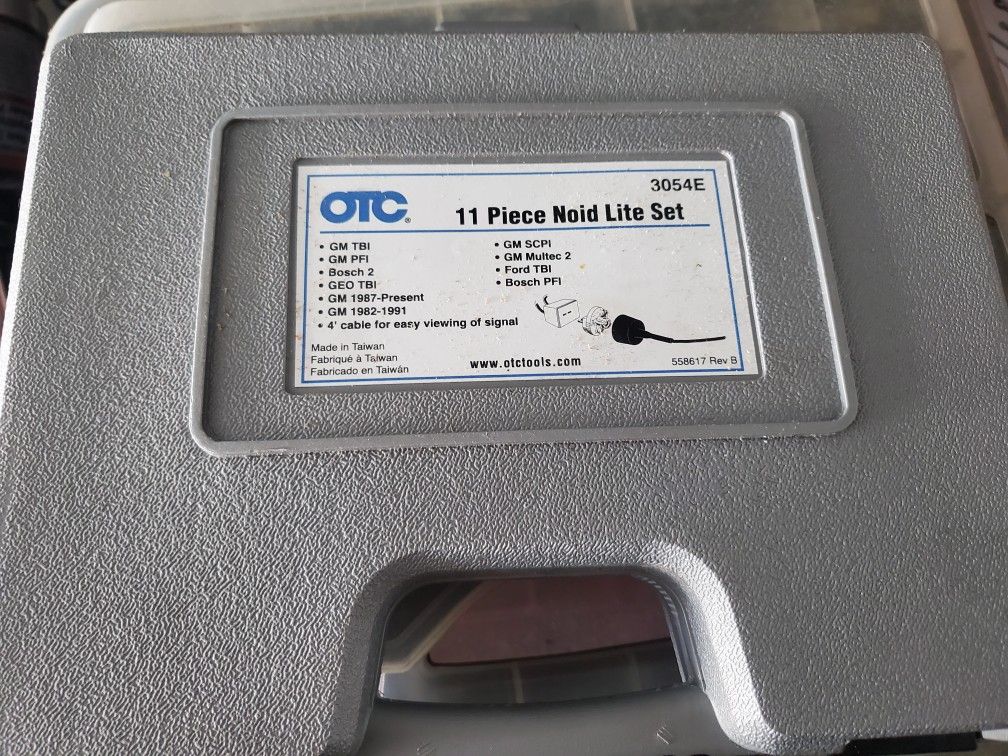 3054E
OTC®
11 Piece Noid Lite Set
• GM TBI
• GM PFI
• Bosch 2
• GEO TBI
• GM 1987-Present
• GM 1982-1991
• 4' cable for easy viewing of signal
• GM SCPI
• GM Multec 2
• Ford TBI
• Bosch PFI
Made in Taiwan
Fabriqué à Taiwan
Fabricado en Taiwán
www.otctools.com
558617 Rev B